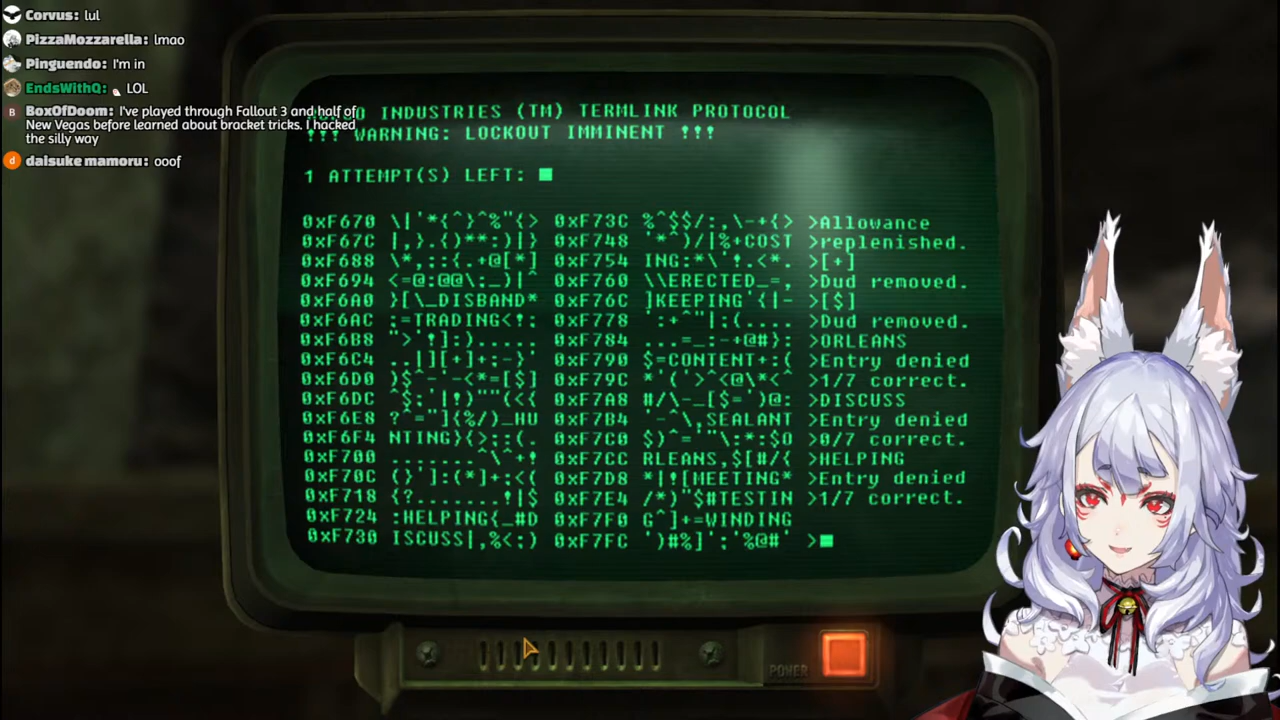 Corvus: lul
PizzaMozzarella: lmao
Pinguendo: I'm in
EndsWithQ: LOL
BoxOfDoom: I've played through Fallout 3 and half of
New Vegas before learned about bracket tricks. I hacked
the silly way
daisuke mamoru: ooof
INDUSTRIES (TM) TERMLINK PROTOCOL
!!! WARNING: LOCKOUT IMMINENT !!!
1 ATTEMPT(S) LEFT:
0xF670 \|'*{^}^%"{> 0xF73C %^$$/:,\-+{> >Allowance
0xF67C |,}.{)**:)|} 0xF748 '*^)/|%+COST >replenished.
0xF688 \*,::{.+@[*] 0xF754 ING:*\'!.<*. >[+]
0xF694 <=@:@@\:_)|^ 0xF760 \\ERECTED_=, >Dud removed.
0xF6A0 }[\_DISBAND* 0xF76C ]KEEPING'{|- >[$]
0xF6AC :=TRADING<!: 0xF778 ':+^"|;(.... >Dud removed.
0xF6B8 ">'!]:)..... 0xF784 ...=_:-+@#}: >ORLEANS
0xF6C4 ..|][+]+;-}' 0xF790 $=CONTENT+:( >Entry denied
0xF6D0 )$^-'-<*=[$] 0xF79C *'('>^<@\*<^ >1/7 correct.
0xF6DC ^$:'|!)""(<{ 0xF7A8 #/\-_[$=')@: >DISCUSS
0xF6E8 ?^="]{%/)_HU 0xF7B4 '-^\,SEALANT >Entry denied
0xF6F4 NTING}{>;:(. 0xF7C0 $)^='"\:*:$O >0/7 correct.
0xF700 .......^\^+! 0xF7CC RLEANS,$[#/{ >HELPING
0xF70C (}']:(*]+:<( 0xF7D8 *|![MEETING* >Entry denied
0xF718 {?.......!|$ 0xF7E4 /*)"$#TESTIN >1/7 correct.
0xF724 :HELPING{_#D 0xF7F0 G^]+=WINDING
0xF730 ISCUSS|,%<;) 0xF7FC ')#%]';'%@#' >
POWER